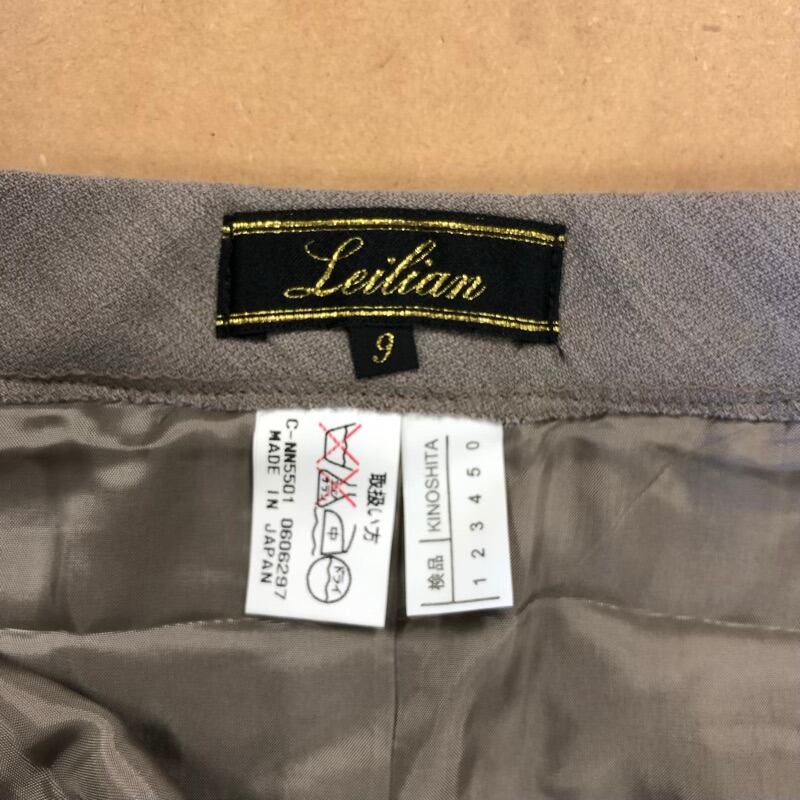 Leilian
9
取扱い方
中
ドライ
C-NN5501 0606297
MADE IN JAPAN
検品 KINOSHITA
1 2 3 4 5 0